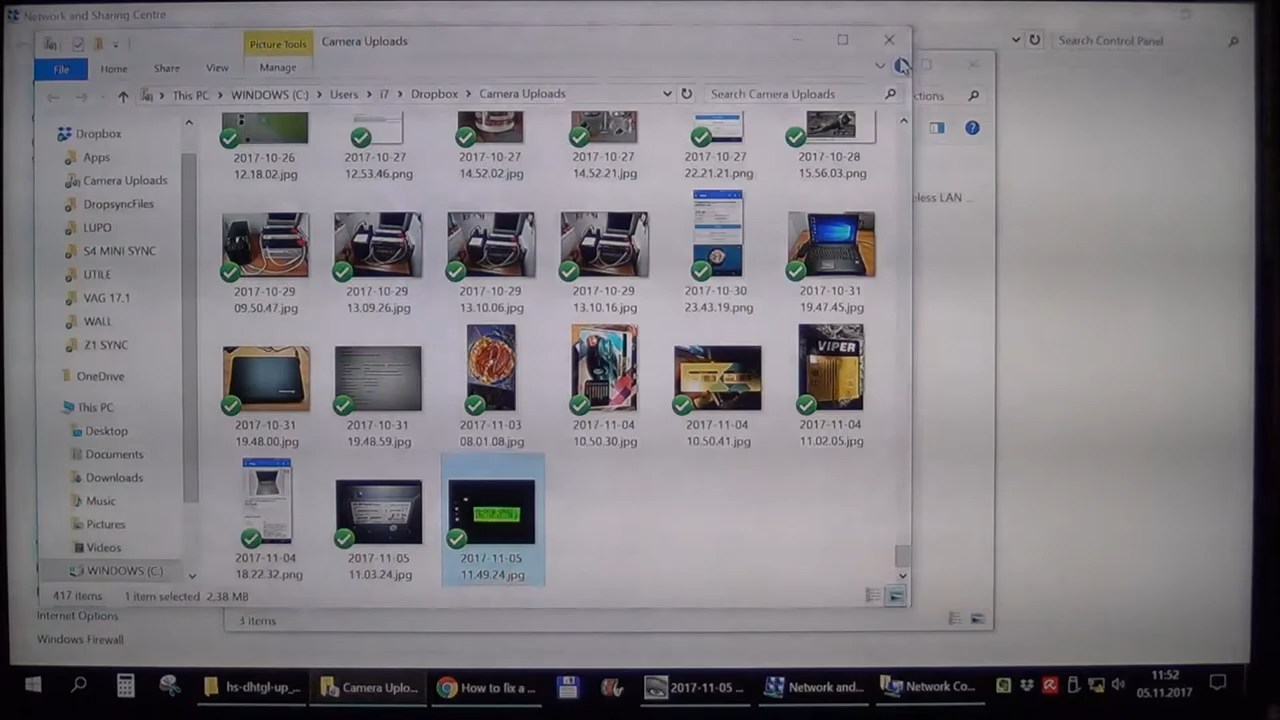 Network and Sharing Centre
Picture Tools
Camera Uploads
Search Control Panel
File
Home
Share
View
Manage
This PC
WINDOWS (C:)
Users
i7
Dropbox
Camera Uploads
Search Camera Uploads
ctions
Dropbox
Apps
Camera Uploads
DropsyncFiles
LUPO
S4 MINI SYNC
UTILE
VAG 17.1
WALL
Z1 SYNC
OneDrive
This PC
Desktop
Documents
Downloads
Music
Pictures
Videos
WINDOWS (C:)
2017-10-26
12.18.02.jpg
2017-10-27
12.53.46.png
2017-10-27
14.52.02.jpg
2017-10-27
14.52.21.jpg
2017-10-27
22.21.21.png
2017-10-28
15.56.03.png
eless LAN ...
2017-10-29
09.50.47.jpg
2017-10-29
13.09.26.jpg
2017-10-29
13.10.06.jpg
2017-10-29
13.10.16.jpg
2017-10-30
23.43.19.png
2017-10-31
19.47.45.jpg
VIPER
2017-10-31
19.48.00.jpg
2017-10-31
19.48.59.jpg
2017-11-03
08.01.08.jpg
2017-11-04
10.50.30.jpg
2017-11-04
10.50.41.jpg
2017-11-04
11.02.05.jpg
2017-11-04
18.22.32.png
2017-11-05
11.03.24.jpg
2017-11-05
11.49.24.jpg
417 items
1 item selected 2.38 MB
Internet Options
3 items
Windows Firewall
hs-dhtgl-up_...
Camera Uplo...
How to fix a ...
2017-11-05 ...
Network and...
Network Co...
11:52
05.11.2017